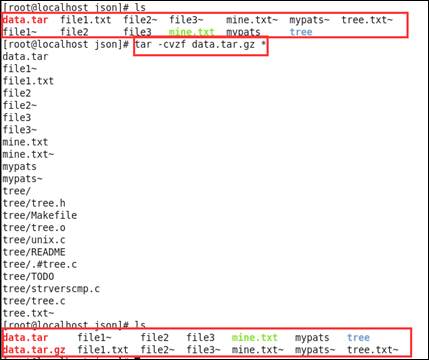 [root@localhost json]# ls
data.tar file1.txt file2~ file3~ mine.txt~ mypats~ tree.txt~
file1~ file2 file3 mine.txt mypats tree
[root@localhost json]# tar -cvzf data.tar.gz *
data.tar
file1~
file1.txt
file2
file2~
file3
file3~
mine.txt
mine.txt~
mypats
mypats~
tree/
tree/tree.h
tree/Makefile
tree/tree.o
tree/unix.c
tree/README
tree/.#tree.c
tree/TODO
tree/strverscmp.c
tree/tree.c
tree.txt~
[root@localhost json]# ls
data.tar file1~ file2 file3 mine.txt mypats tree
data.tar.gz file1.txt file2~ file3~ mine.txt~ mypats~ tree.txt~